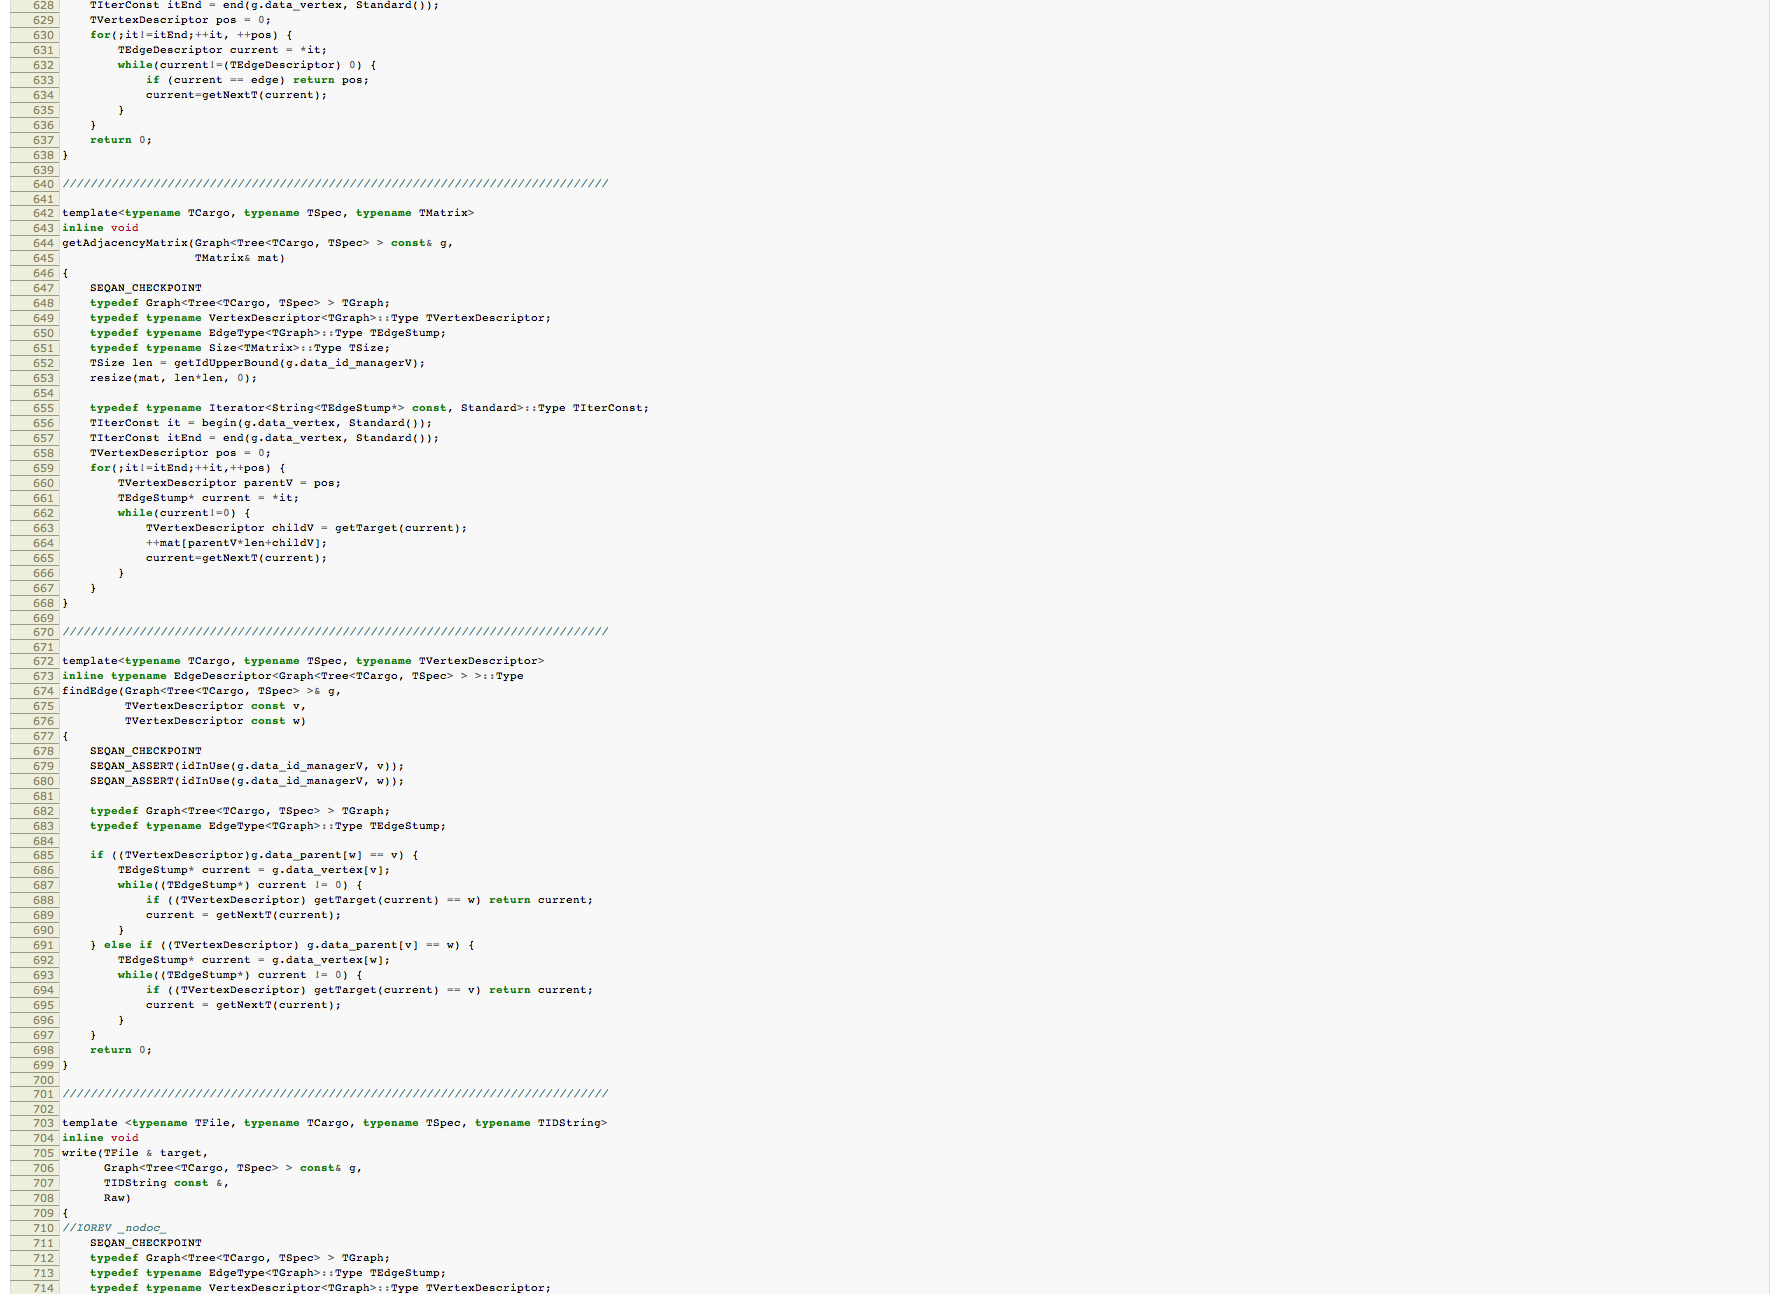 628 TIterConst itEnd = end(g.data_vertex, Standard());
629 TVertexDescriptor pos = 0;
630 for(;it!=itEnd;++it, ++pos) {
631 TEdgeDescriptor current = *it;
632 while(current!=(TEdgeDescriptor) 0) {
633 if (current == edge) return pos;
634 current=getNextT(current);
635 }
636 }
637 return 0;
638 }
639
640 //////////////////////////////////////////////////////////////////////////////
641
642 template<typename TCargo, typename TSpec, typename TMatrix>
643 inline void
644 getAdjacencyMatrix(Graph<Tree<TCargo, TSpec> > const& g,
645 TMatrix& mat)
646 {
647 SEQAN_CHECKPOINT
648 typedef Graph<Tree<TCargo, TSpec> > TGraph;
649 typedef typename VertexDescriptor<TGraph>::Type TVertexDescriptor;
650 typedef typename EdgeType<TGraph>::Type TEdgeStump;
651 typedef typename Size<TMatrix>::Type TSize;
652 TSize len = getIdUpperBound(g.data_id_managerV);
653 resize(mat, len*len, 0);
654
655 typedef typename Iterator<String<TEdgeStump*> const, Standard>::Type TIterConst;
656 TIterConst it = begin(g.data_vertex, Standard());
657 TIterConst itEnd = end(g.data_vertex, Standard());
658 TVertexDescriptor pos = 0;
659 for(;it!=itEnd;++it,++pos) {
660 TVertexDescriptor parentV = pos;
661 TEdgeStump* current = *it;
662 while(current!=0) {
663 TVertexDescriptor childV = getTarget(current);
664 ++mat[parentV*len+childV];
665 current=getNextT(current);
666 }
667 }
668 }
669
670 //////////////////////////////////////////////////////////////////////////////
671
672 template<typename TCargo, typename TSpec, typename TVertexDescriptor>
673 inline typename EdgeDescriptor<Graph<Tree<TCargo, TSpec> > >::Type
674 findEdge(Graph<Tree<TCargo, TSpec> >& g,
675 TVertexDescriptor const v,
676 TVertexDescriptor const w)
677 {
678 SEQAN_CHECKPOINT
679 SEQAN_ASSERT(idInUse(g.data_id_managerV, v));
680 SEQAN_ASSERT(idInUse(g.data_id_managerV, w));
681
682 typedef Graph<Tree<TCargo, TSpec> > TGraph;
683 typedef typename EdgeType<TGraph>::Type TEdgeStump;
684
685 if ((TVertexDescriptor)g.data_parent[w] == v) {
686 TEdgeStump* current = g.data_vertex[v];
687 while((TEdgeStump*) current != 0) {
688 if ((TVertexDescriptor) getTarget(current) == w) return current;
689 current = getNextT(current);
690 }
691 } else if ((TVertexDescriptor) g.data_parent[v] == w) {
692 TEdgeStump* current = g.data_vertex[w];
693 while((TEdgeStump*) current != 0) {
694 if ((TVertexDescriptor) getTarget(current) == v) return current;
695 current = getNextT(current);
696 }
697 }
698 return 0;
699 }
700
701 //////////////////////////////////////////////////////////////////////////////
702
703 template <typename TFile, typename TCargo, typename TSpec, typename TIDString>
704 inline void
705 write(TFile & target,
706 Graph<Tree<TCargo, TSpec> > const& g,
707 TIDString const &,
708 Raw)
709 {
710 //IOREV _nodoc_
711 SEQAN_CHECKPOINT
712 typedef Graph<Tree<TCargo, TSpec> > TGraph;
713 typedef typename EdgeType<TGraph>::Type TEdgeStump;
714 typedef typename VertexDescriptor<TGraph>::Type TVertexDescriptor;